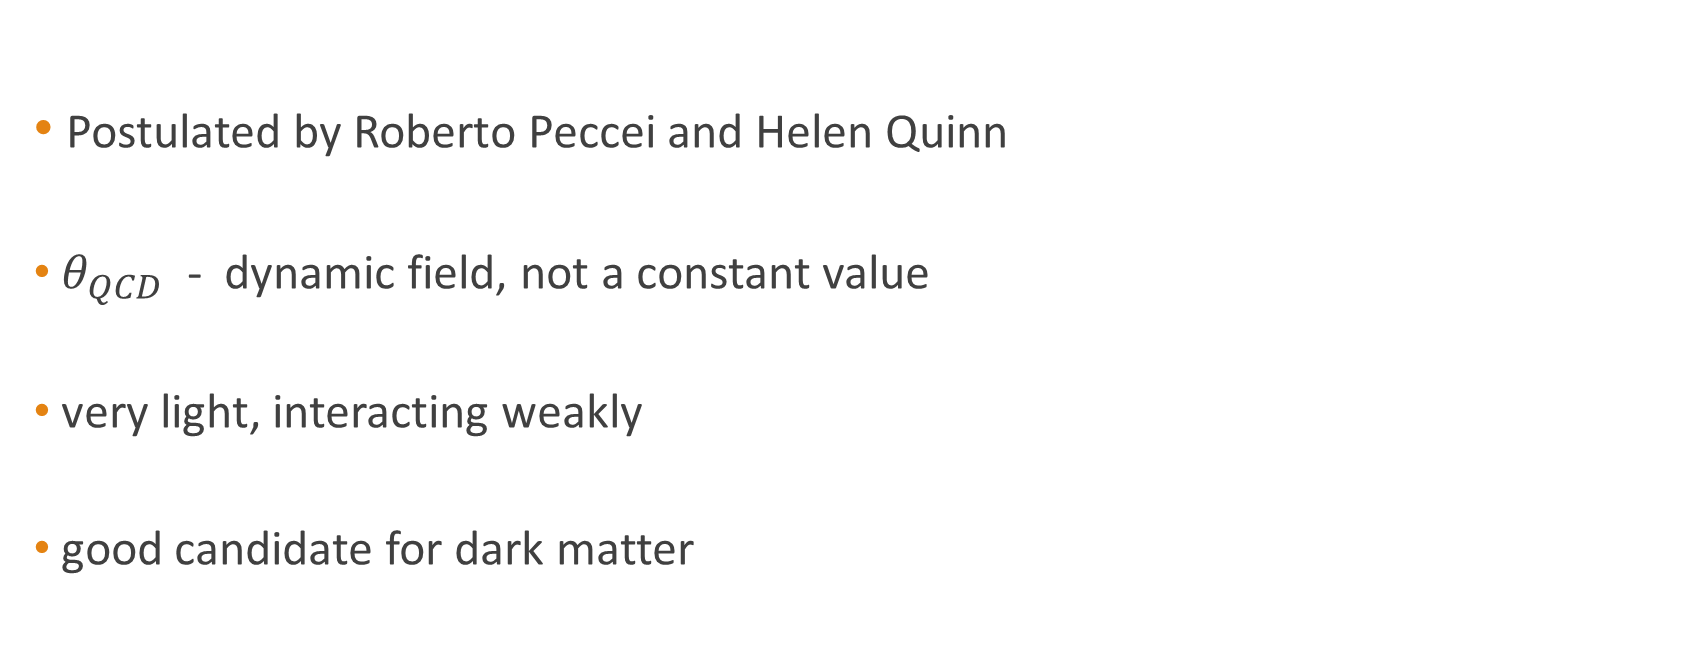 • Postulated by Roberto Peccei and Helen Quinn
• θ_QCD - dynamic field, not a constant value
• very light, interacting weakly
• good candidate for dark matter